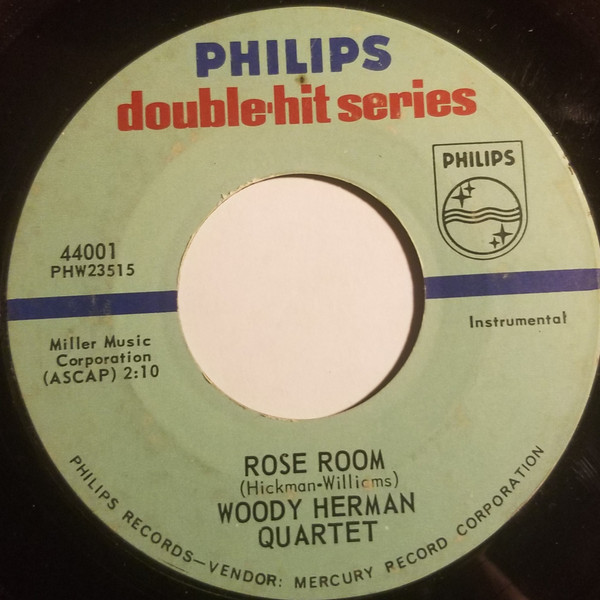 PHILIPS
double·hit series
PHILIPS
44001
PHW23515
Instrumental
Miller Music
Corporation
(ASCAP) 2:10
ROSE ROOM
(Hickman-Williams)
WOODY HERMAN
QUARTET
PHILIPS RECORDS—VENDOR: MERCURY RECORD CORPORATION